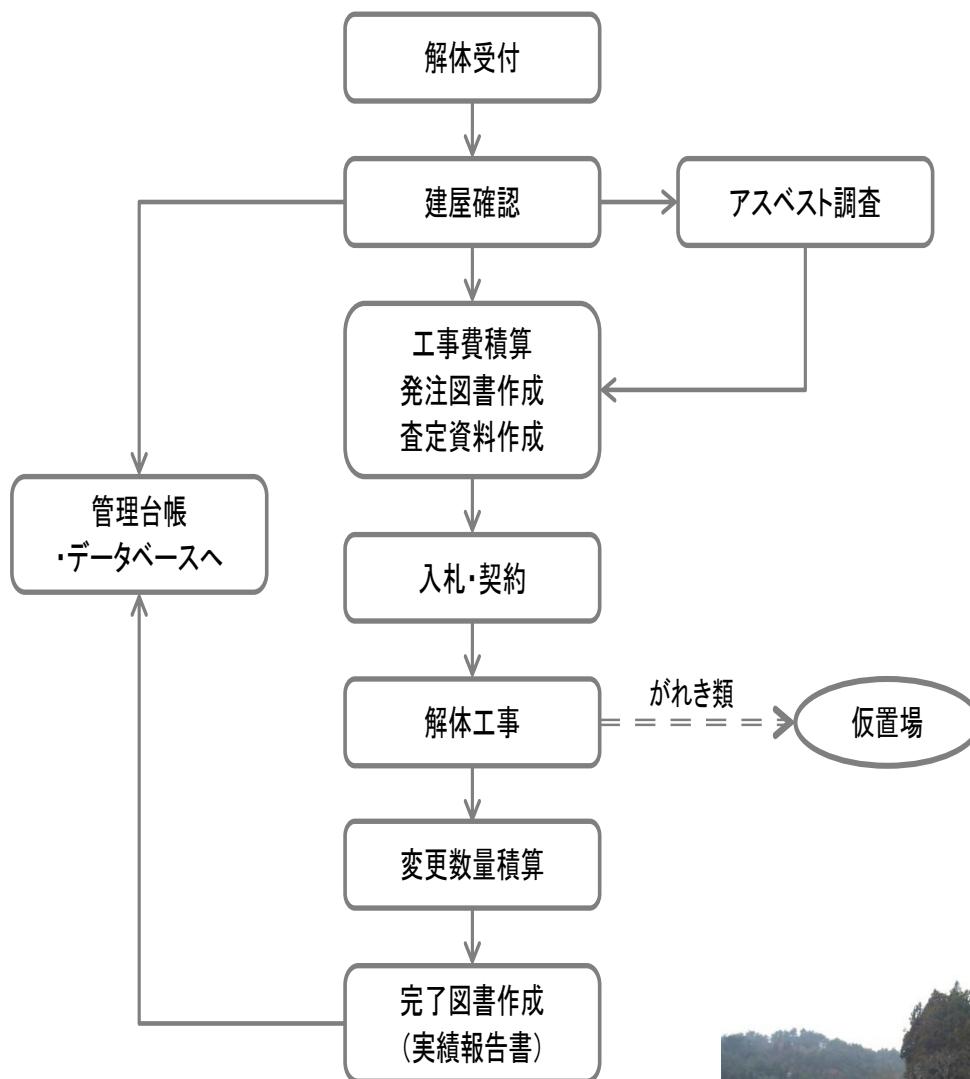 解体受付
建屋確認
アスベスト調査
工事費積算
発注図書作成
査定資料作成
管理台帳
・データベースへ
入札・契約
解体工事
がれき類
仮置場
変更数量積算
完了図書作成
(実績報告書)